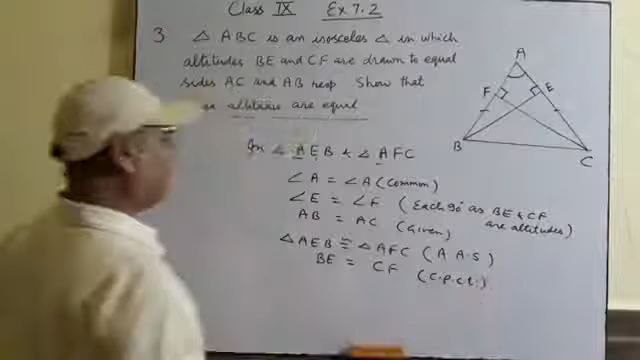 Class IX Ex 7.2
3. △ ABC is an isosceles △ in which
altitudes BE and CF are drawn to equal
sides AC and AB resp Show that
altitudes are equal
A
F
E
B
C
In △ AEB & △ AFC
∠A = ∠A (Common)
∠E = ∠F (Each 90° as BE & CF
are altitudes)
AB = AC (Given)
△ AEB ≅ △ AFC (A A.S)
BE = CF (C.P.C.t.)